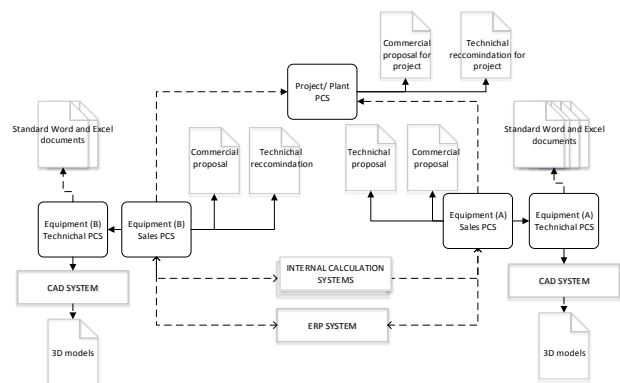 Commercial
proposal for
project
Technichal
reccomindation for
project
Project/ Plant
PCS
Standard Word and Excel
documents
Commercial
proposal
Technichal
reccomindation
Technichal
proposal
Commercial
proposal
Standard Word and Excel
documents
Equipment (B)
Technichal PCS
Equipment (B)
Sales PCS
Equipment (A)
Sales PCS
Equipment (A)
Technichal PCS
CAD SYSTEM
INTERNAL CALCULATION
SYSTEMS
CAD SYSTEM
ERP SYSTEM
3D models
3D models